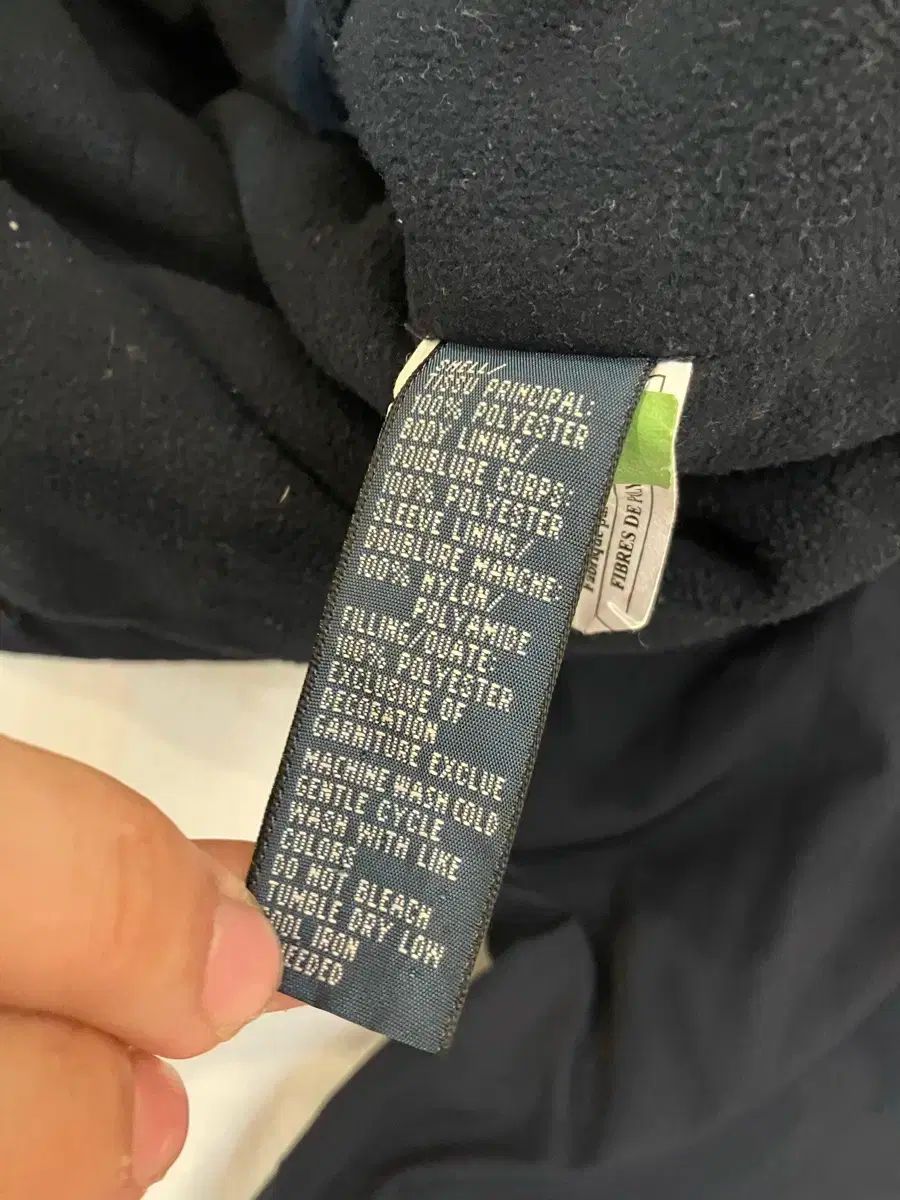 SHELL/
TISSU PRINCIPAL:
100% POLYESTER
BODY LINING/
DOUBLURE CORPS:
100% POLYESTER
SLEEVE LINING/
DOUBLURE MANCHE:
100% NYLON/
POLYAMIDE
FILLING/OUATE:
100% POLYESTER
EXCLUSIVE OF
DECORATION
GARNITURE EXCLUE
MACHINE WASH COLD
GENTLE CYCLE
WASH WITH LIKE
COLORS
DO NOT BLEACH
TUMBLE DRY LOW
COOL IRON
NEEDED
FIBRES DE